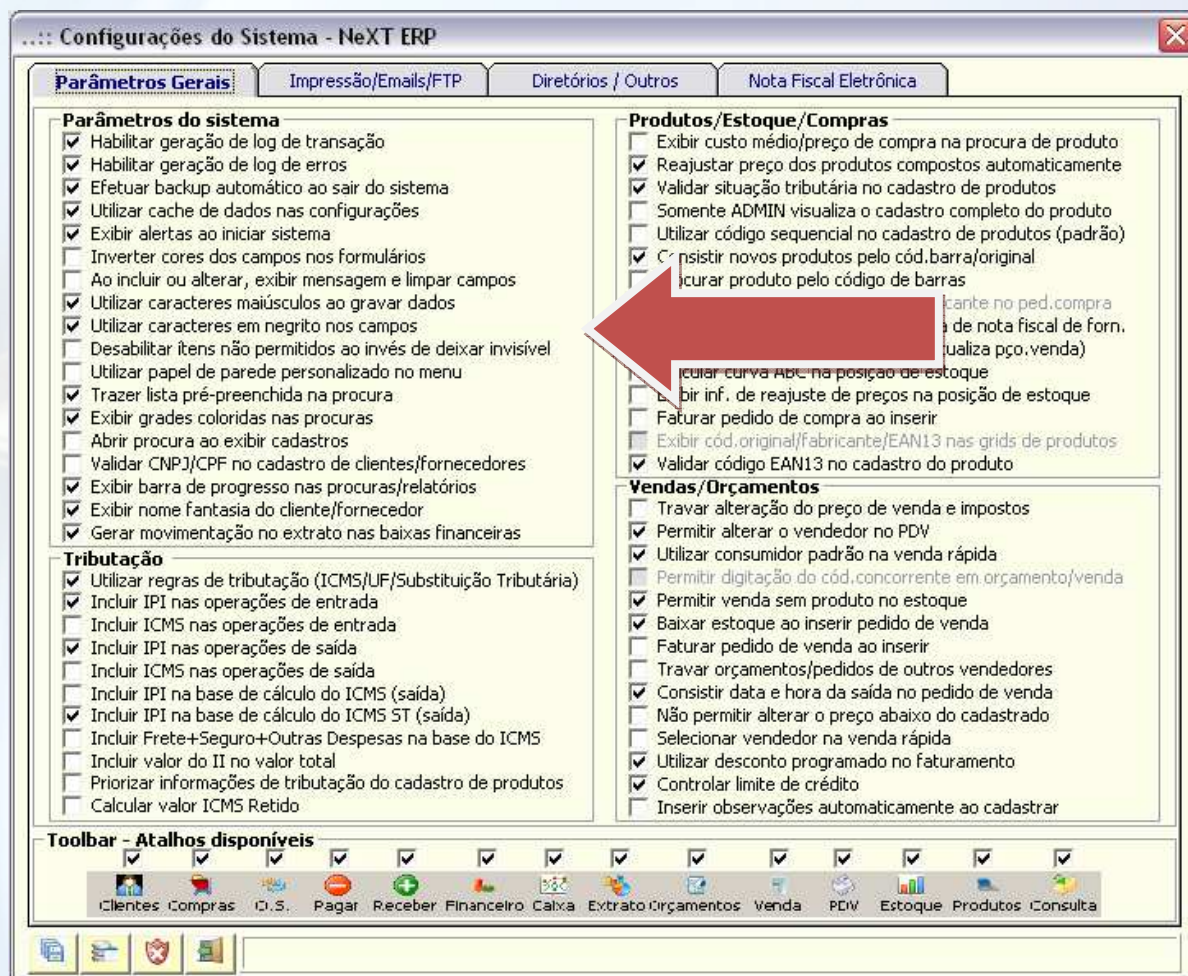 ..:: Configurações do Sistema - NeXT ERP
Parâmetros Gerais
Impressão/Emails/FTP
Diretórios / Outros
Nota Fiscal Eletrônica
Parâmetros do sistema
Habilitar geração de log de transação
Habilitar geração de log de erros
Efetuar backup automático ao sair do sistema
Utilizar cache de dados nas configurações
Exibir alertas ao iniciar sistema
Inverter cores dos campos nos formulários
Ao incluir ou alterar, exibir mensagem e limpar campos
Utilizar caracteres maiúsculos ao gravar dados
Utilizar caracteres em negrito nos campos
Desabilitar ítens não permitidos ao invés de deixar invisível
Utilizar papel de parede personalizado no menu
Trazer lista pré-preenchida na procura
Exibir grades coloridas nas procuras
Abrir procura ao exibir cadastros
Validar CNPJ/CPF no cadastro de clientes/fornecedores
Exibir barra de progresso nas procuras/relatórios
Exibir nome fantasia do cliente/fornecedor
Gerar movimentação no extrato nas baixas financeiras
Tributação
Utilizar regras de tributação (ICMS/UF/Substituição Tributária)
Incluir IPI nas operações de entrada
Incluir ICMS nas operações de entrada
Incluir IPI nas operações de saída
Incluir ICMS nas operações de saída
Incluir IPI na base de cálculo do ICMS (saída)
Incluir IPI na base de cálculo do ICMS ST (saída)
Incluir Frete+Seguro+Outras Despesas na base do ICMS
Incluir valor do II no valor total
Priorizar informações de tributação do cadastro de produtos
Calcular valor ICMS Retido
Produtos/Estoque/Compras
Exibir custo médio/preço de compra na procura de produto
Reajustar preço dos produtos compostos automaticamente
Validar situação tributária no cadastro de produtos
Somente ADMIN visualiza o cadastro completo do produto
Utilizar código sequencial no cadastro de produtos (padrão)
Consistir novos produtos pelo cód.barra/original
produto pelo código de barras
no ped.compra
de nota fiscal de forn.
pço.venda)
curva ABC na posição de estoque
inf. de reajuste de preços na posição de estoque
Faturar pedido de compra ao inserir
Exibir cód.original/fabricante/EAN13 nas grids de produtos
Validar código EAN13 no cadastro do produto
Vendas/Orçamentos
Travar alteração do preço de venda e impostos
Permitir alterar o vendedor no PDV
Utilizar consumidor padrão na venda rápida
Permitir digitação do cód.concorrente em orçamento/venda
Permitir venda sem produto no estoque
Baixar estoque ao inserir pedido de venda
Faturar pedido de venda ao inserir
Travar orçamentos/pedidos de outros vendedores
Consistir data e hora da saída no pedido de venda
Não permitir alterar o preço abaixo do cadastrado
Selecionar vendedor na venda rápida
Utilizar desconto programado no faturamento
Controlar limite de crédito
Inserir observações automaticamente ao cadastrar
Toolbar - Atalhos disponíveis
Clientes Compras O.S. Pagar Receber Financeiro Caixa Extrato Orçamentos Venda PDV Estoque Produtos Consulta